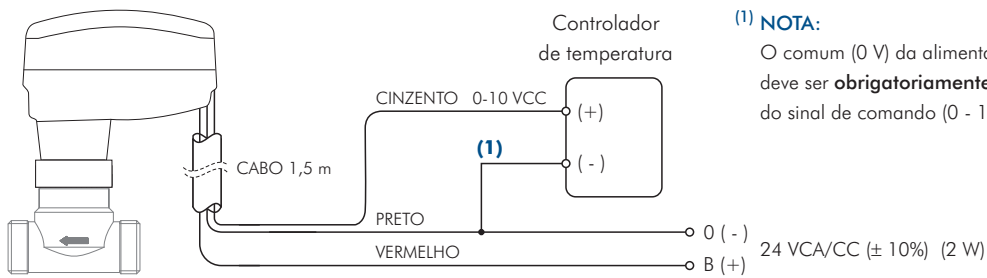 Controlador
de temperatura
(1) NOTA:
O comum (0 V) da
deve ser obrigatoriamente
do sinal de comando (0 - 1
CINZENTO 0-10 VCC
(+)
(1)
( - )
CABO 1,5 m
PRETO
0 ( - )
VERMELHO
B (+)
24 VCA/CC (± 10%) (2 W)